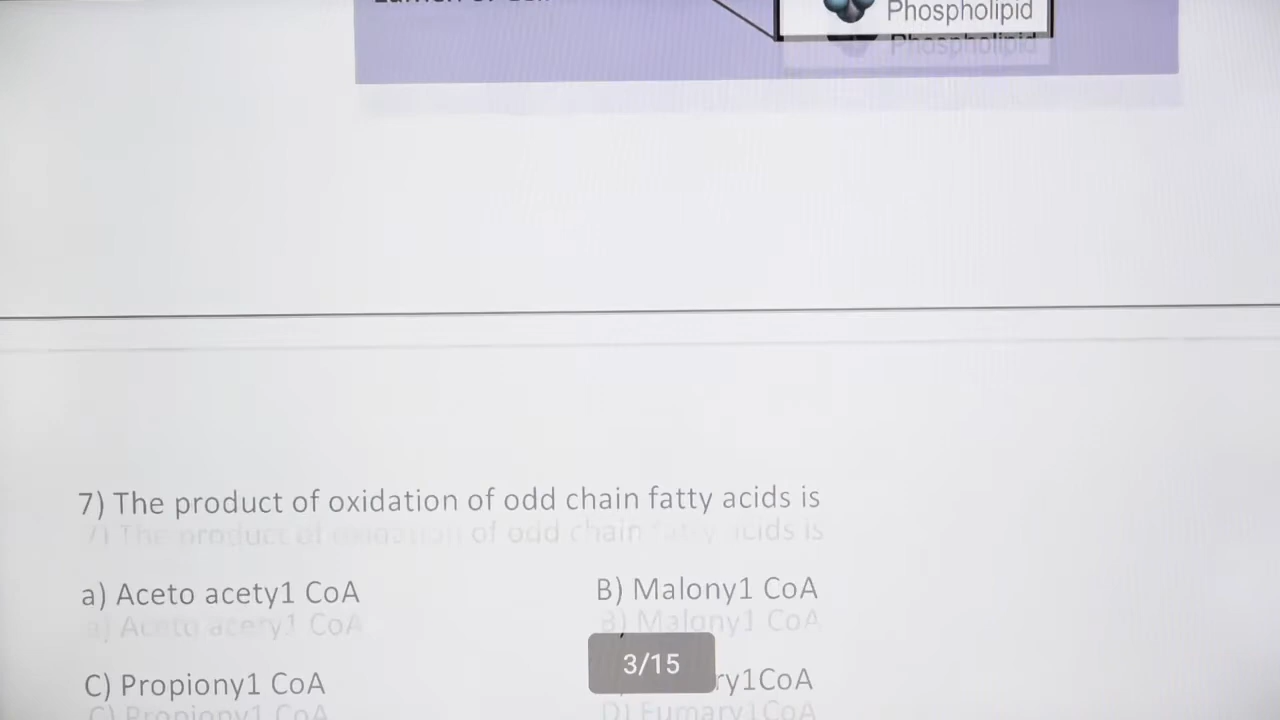 Phospholipid
7) The product of oxidation of odd chain fatty acids is
a) Aceto acety1 CoA
B) Malony1 CoA
3/15
C) Propiony1 CoA
D) Fumary1CoA